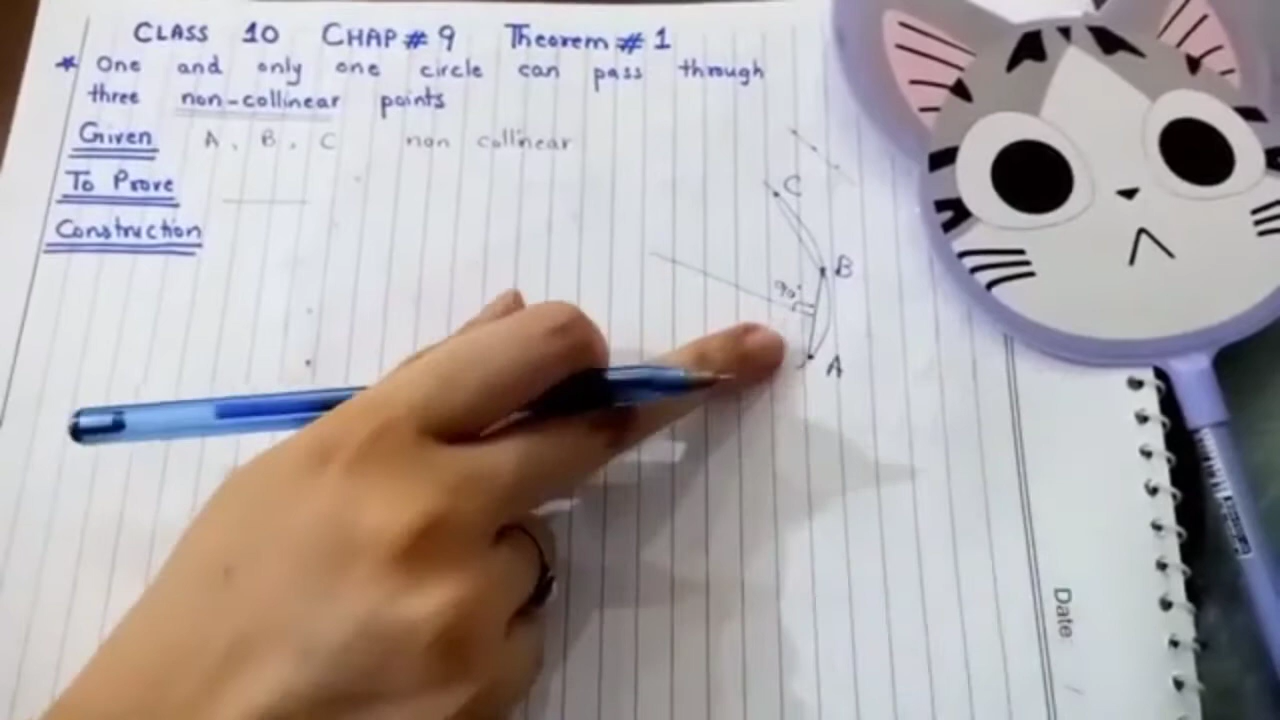 CLASS 10 CHAP # 9 Theorem # 1
* One and only one circle can pass through
three non-collinear points
Given A, B, C non collinear
To Prove
Construction
C
B
90°
A
Date: